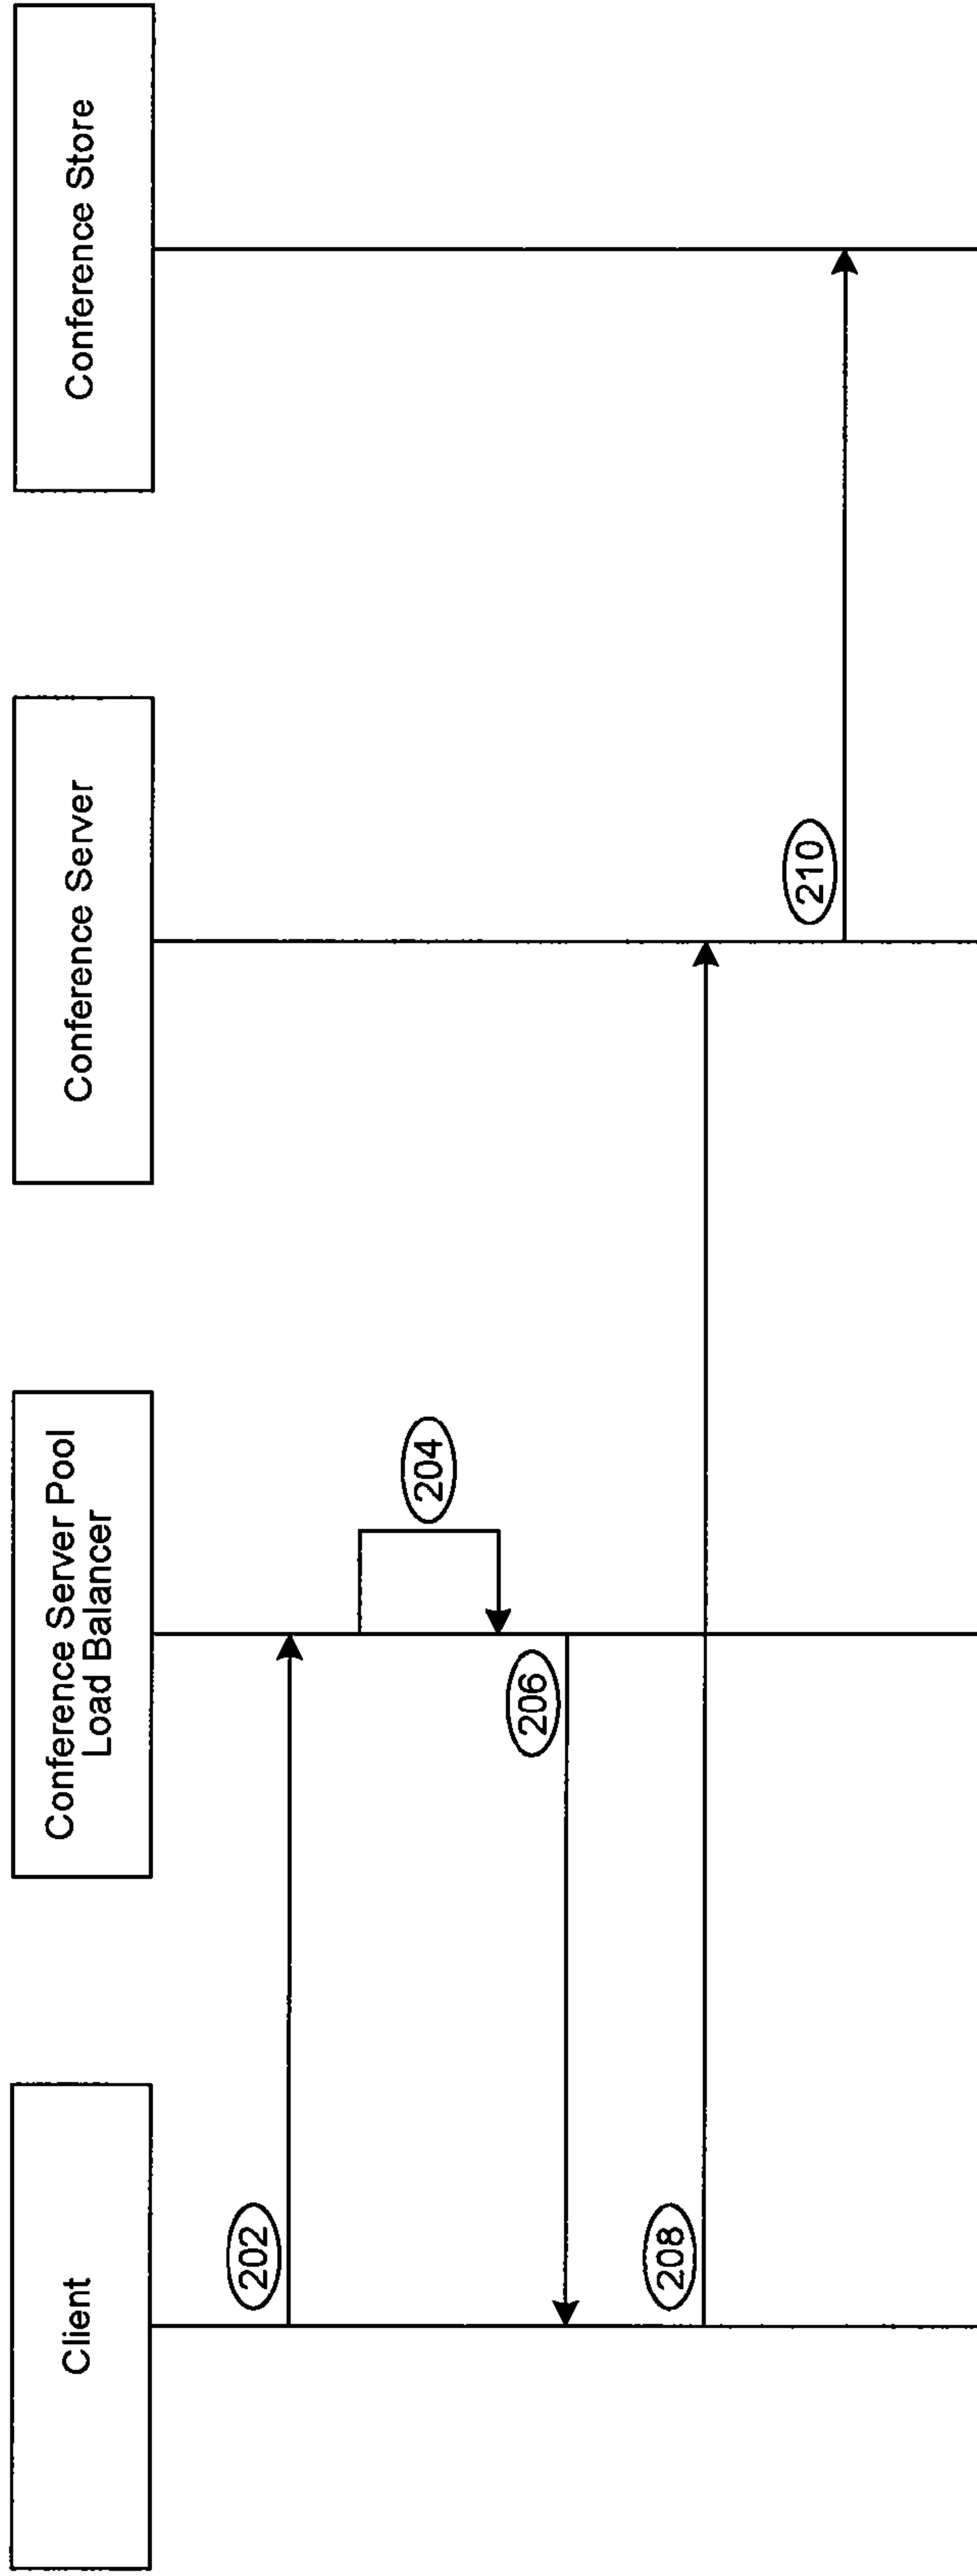 Client
Conference Server Pool
Load Balancer
Conference Server
Conference Store
202
204
206
208
210